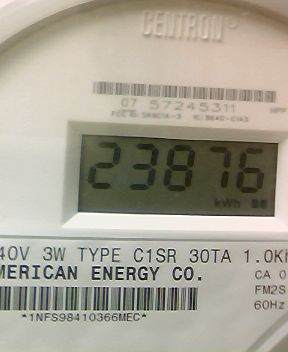 CENTRON®
07 57245311
23876
kWh
40V 3W TYPE C1SR 30TA 1.0Kh
MERICAN ENERGY CO.
CA 0
FM2S
60Hz
*1NFS98410366MEC*